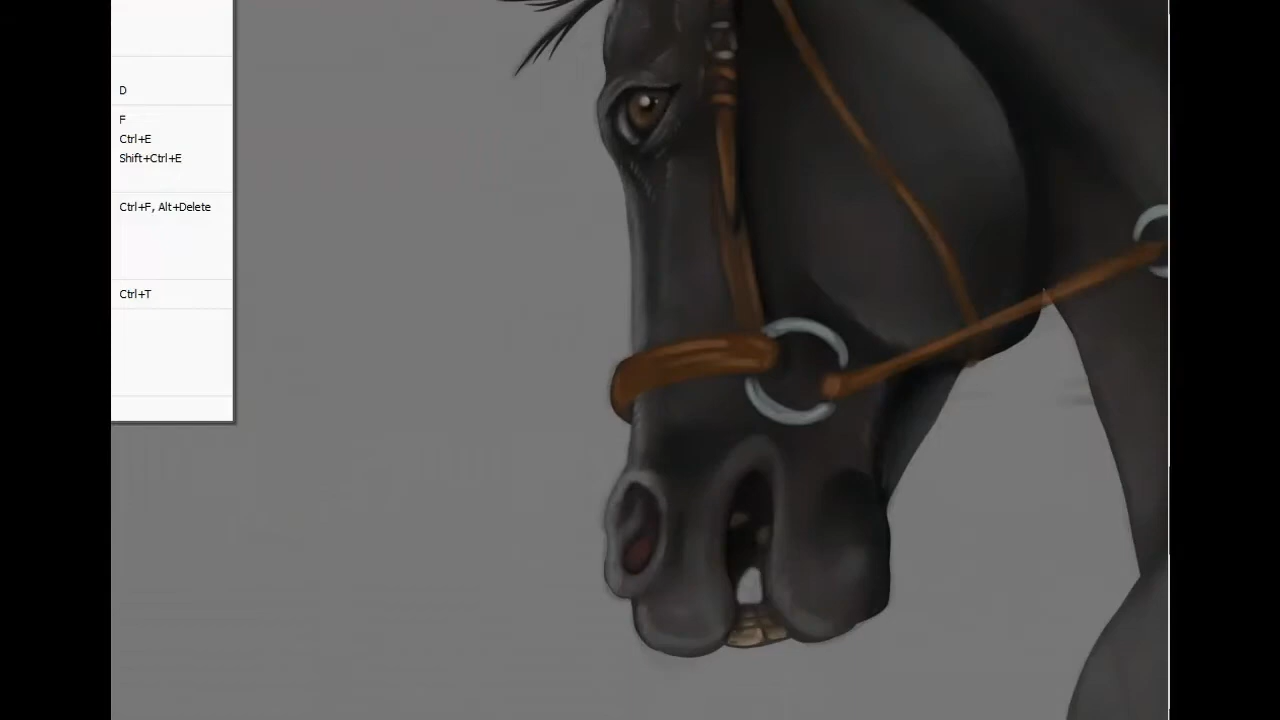 D
F
Ctrl+E
Shift+Ctrl+E
Ctrl+F, Alt+Delete
Ctrl+T